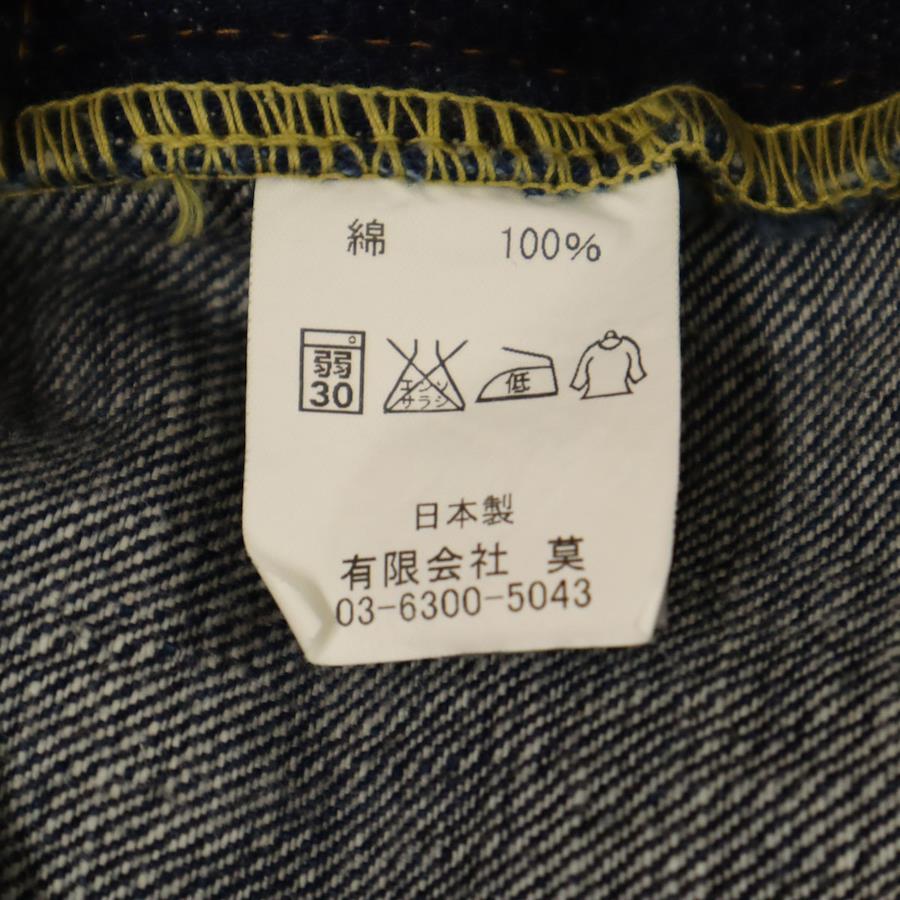 綿 100%
弱
30
エンソ
サラシ
低
日本製
有限会社 莫
03-6300-5043